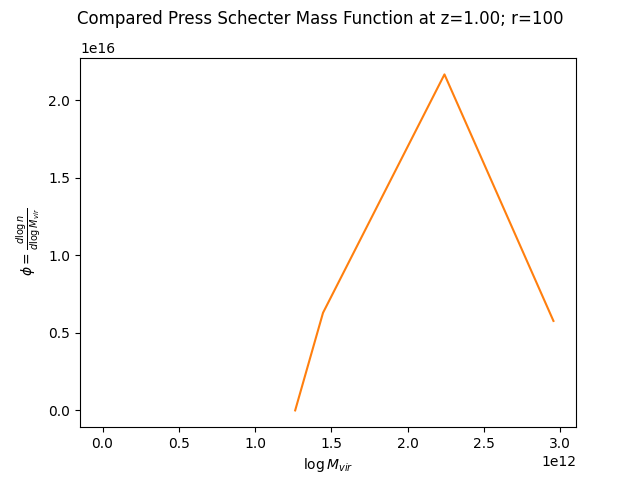 Compared Press Schecter Mass Function at z=1.00; r=100
1e16
2.0
1.5
1.0
0.5
0.0
ϕ = d log n / d log M_vir
0.0 0.5 1.0 1.5 2.0 2.5 3.0
log M_vir
1e12